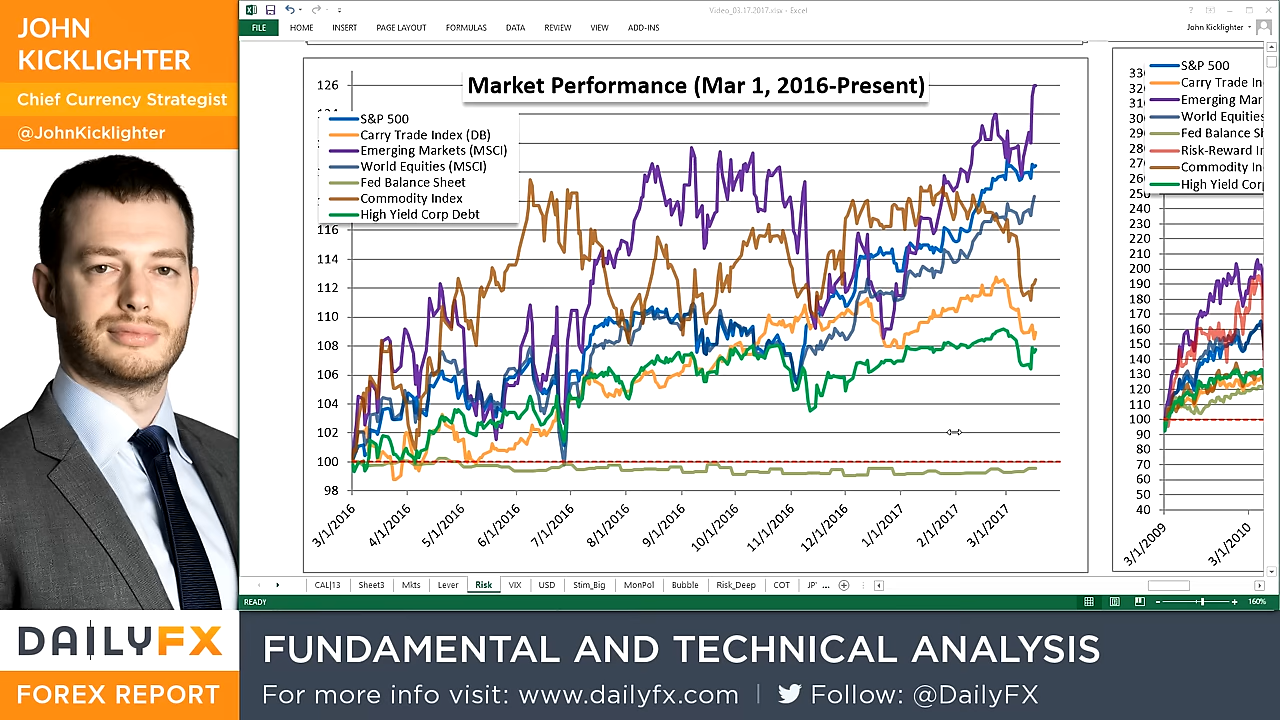 JOHN
KICKLIGHTER
Chief Currency Strategist
@JohnKicklighter
DAILYFX
FOREX REPORT
Video_03.17.2017.xlsx - Excel
FILE HOME INSERT PAGE LAYOUT FORMULAS DATA REVIEW VIEW ADD-INS
John Kicklighter
Market Performance (Mar 1, 2016-Present)
126
S&P 500
Carry Trade Index (DB)
Emerging Markets (MSCI)
World Equities (MSCI)
Fed Balance Sheet
Commodity Index
High Yield Corp Debt
116
114
112
110
108
106
104
102
100
98
3/1/2016 4/1/2016 5/1/2016 6/1/2016 7/1/2016 8/1/2016 9/1/2016 10/1/2016 11/1/2016 12/1/2016 1/1/2017 2/1/2017 3/1/2017
S&P 500
Carry Trade In
Emerging Mar
World Equities
Fed Balance Sh
Risk-Reward In
Commodity In
High Yield Corp
240
230
220
210
200
190
180
170
160
150
140
130
120
110
100
90
80
70
60
50
40
3/1/2009 3/1/2010
CAL|13 Sheet3 Mkts Lever Risk VIX USD Stim_Big MonPol Bubble Risk_Deep COT JP' ...
READY
160%
FUNDAMENTAL AND TECHNICAL ANALYSIS
For more info visit: www.dailyfx.com | Follow: @DailyFX